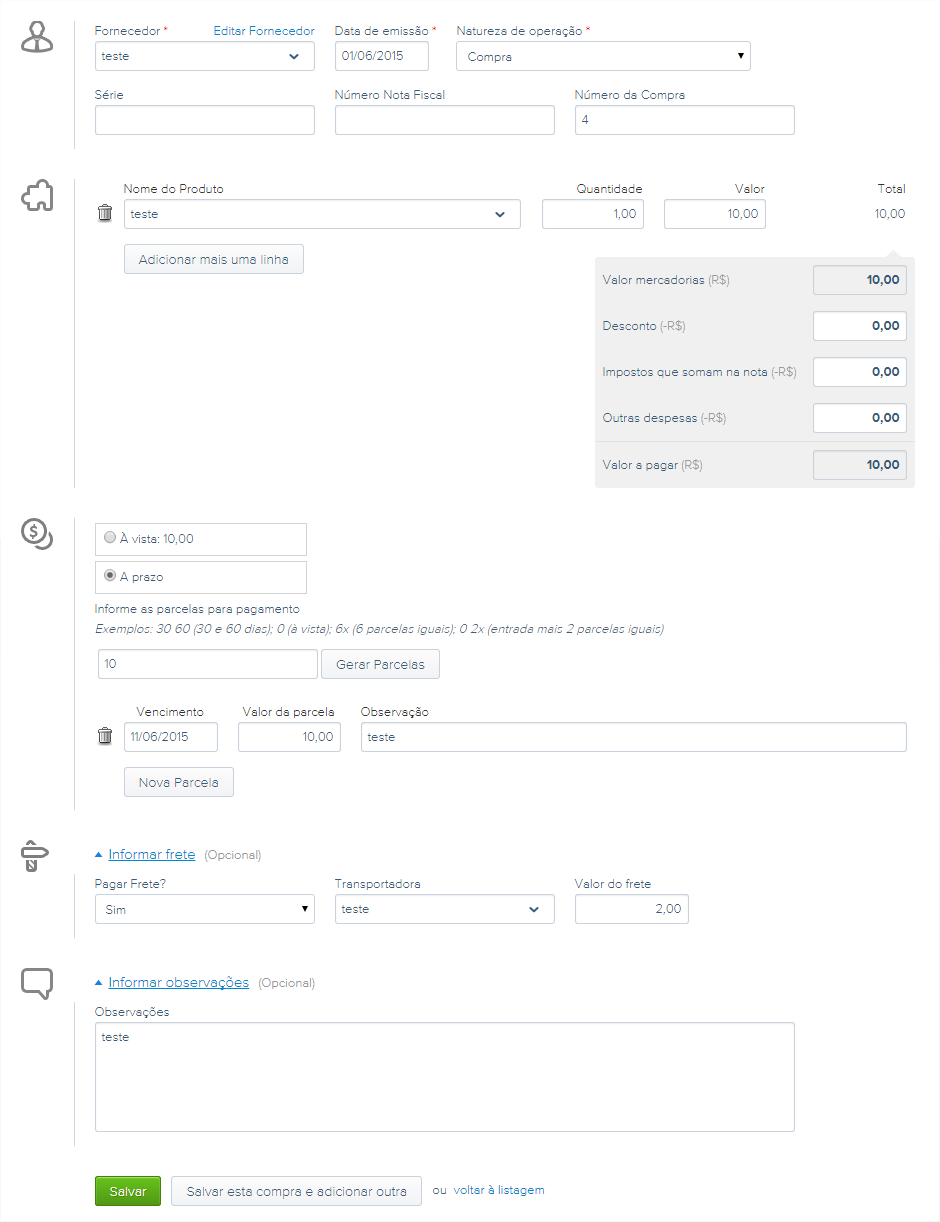 Fornecedor * Editar Fornecedor Data de emissão * Natureza de operação *
teste 01/06/2015 Compra
Série Número Nota Fiscal Número da Compra
4
Nome do Produto Quantidade Valor Total
teste 1,00 10,00 10,00
Adicionar mais uma linha
Valor mercadorias (R$) 10,00
Desconto (-R$) 0,00
Impostos que somam na nota (-R$) 0,00
Outras despesas (-R$) 0,00
Valor a pagar (R$) 10,00
À vista: 10,00
A prazo
Informe as parcelas para pagamento
Exemplos: 30 60 (30 e 60 dias); 0 (à vista); 6x (6 parcelas iguais); 0 2x (entrada mais 2 parcelas iguais)
10 Gerar Parcelas
Vencimento Valor da parcela Observação
11/06/2015 10,00 teste
Nova Parcela
Informar frete (Opcional)
Pagar Frete? Transportadora Valor do frete
Sim teste 2,00
Informar observações (Opcional)
Observações
teste
Salvar Salvar esta compra e adicionar outra ou voltar à listagem